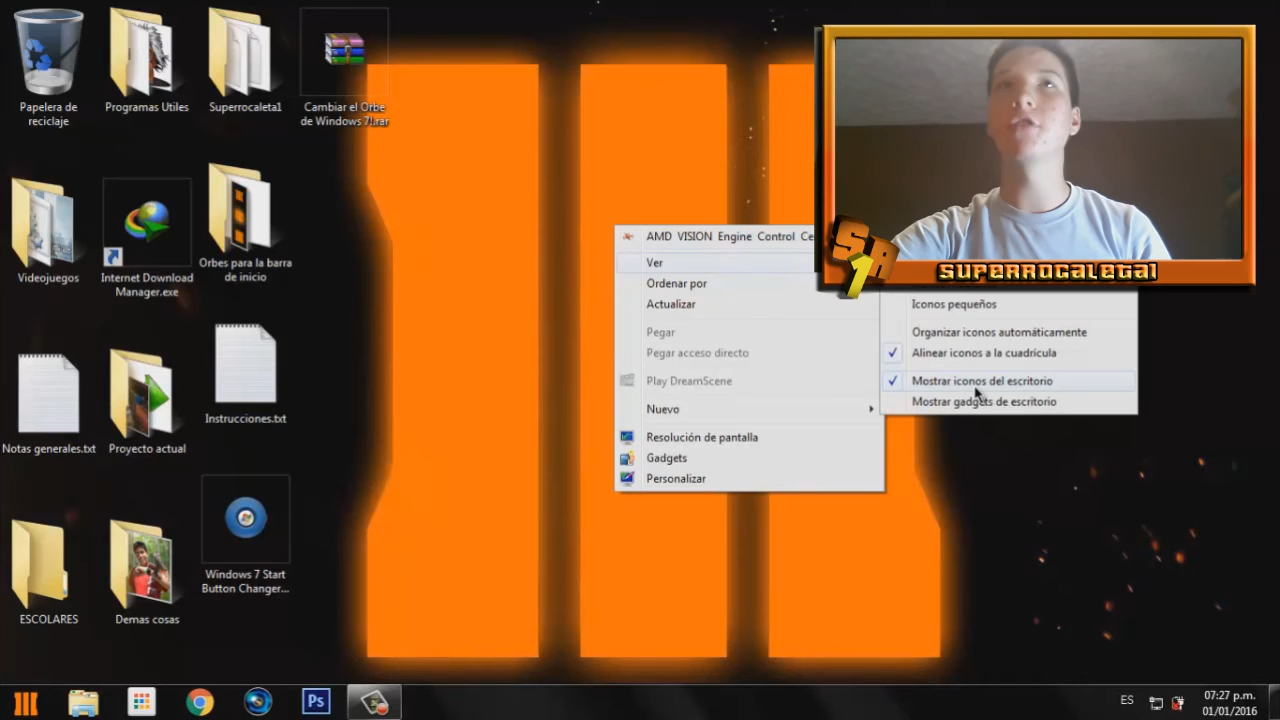 Papelera de
reciclaje
Programas Utiles
Superrocaleta1
Cambiar el Orbe
de Windows 7!.rar
Videojuegos
Internet Download
Manager.exe
Orbes para la barra
de inicio
Notas generales.txt
Proyecto actual
Instrucciones.txt
ESCOLARES
Demas cosas
Windows 7 Start
Button Changer...
AMD VISION Engine Control Ce
Ver
Ordenar por
Actualizar
Pegar
Pegar acceso directo
Play DreamScene
Nuevo
Resolución de pantalla
Gadgets
Personalizar
Iconos pequeños
Organizar iconos automáticamente
Alinear iconos a la cuadrícula
Mostrar iconos del escritorio
Mostrar gadgets de escritorio
SR
1
SUPERROCALETA1
Ps
ES
07:27 p.m.
01/01/2016